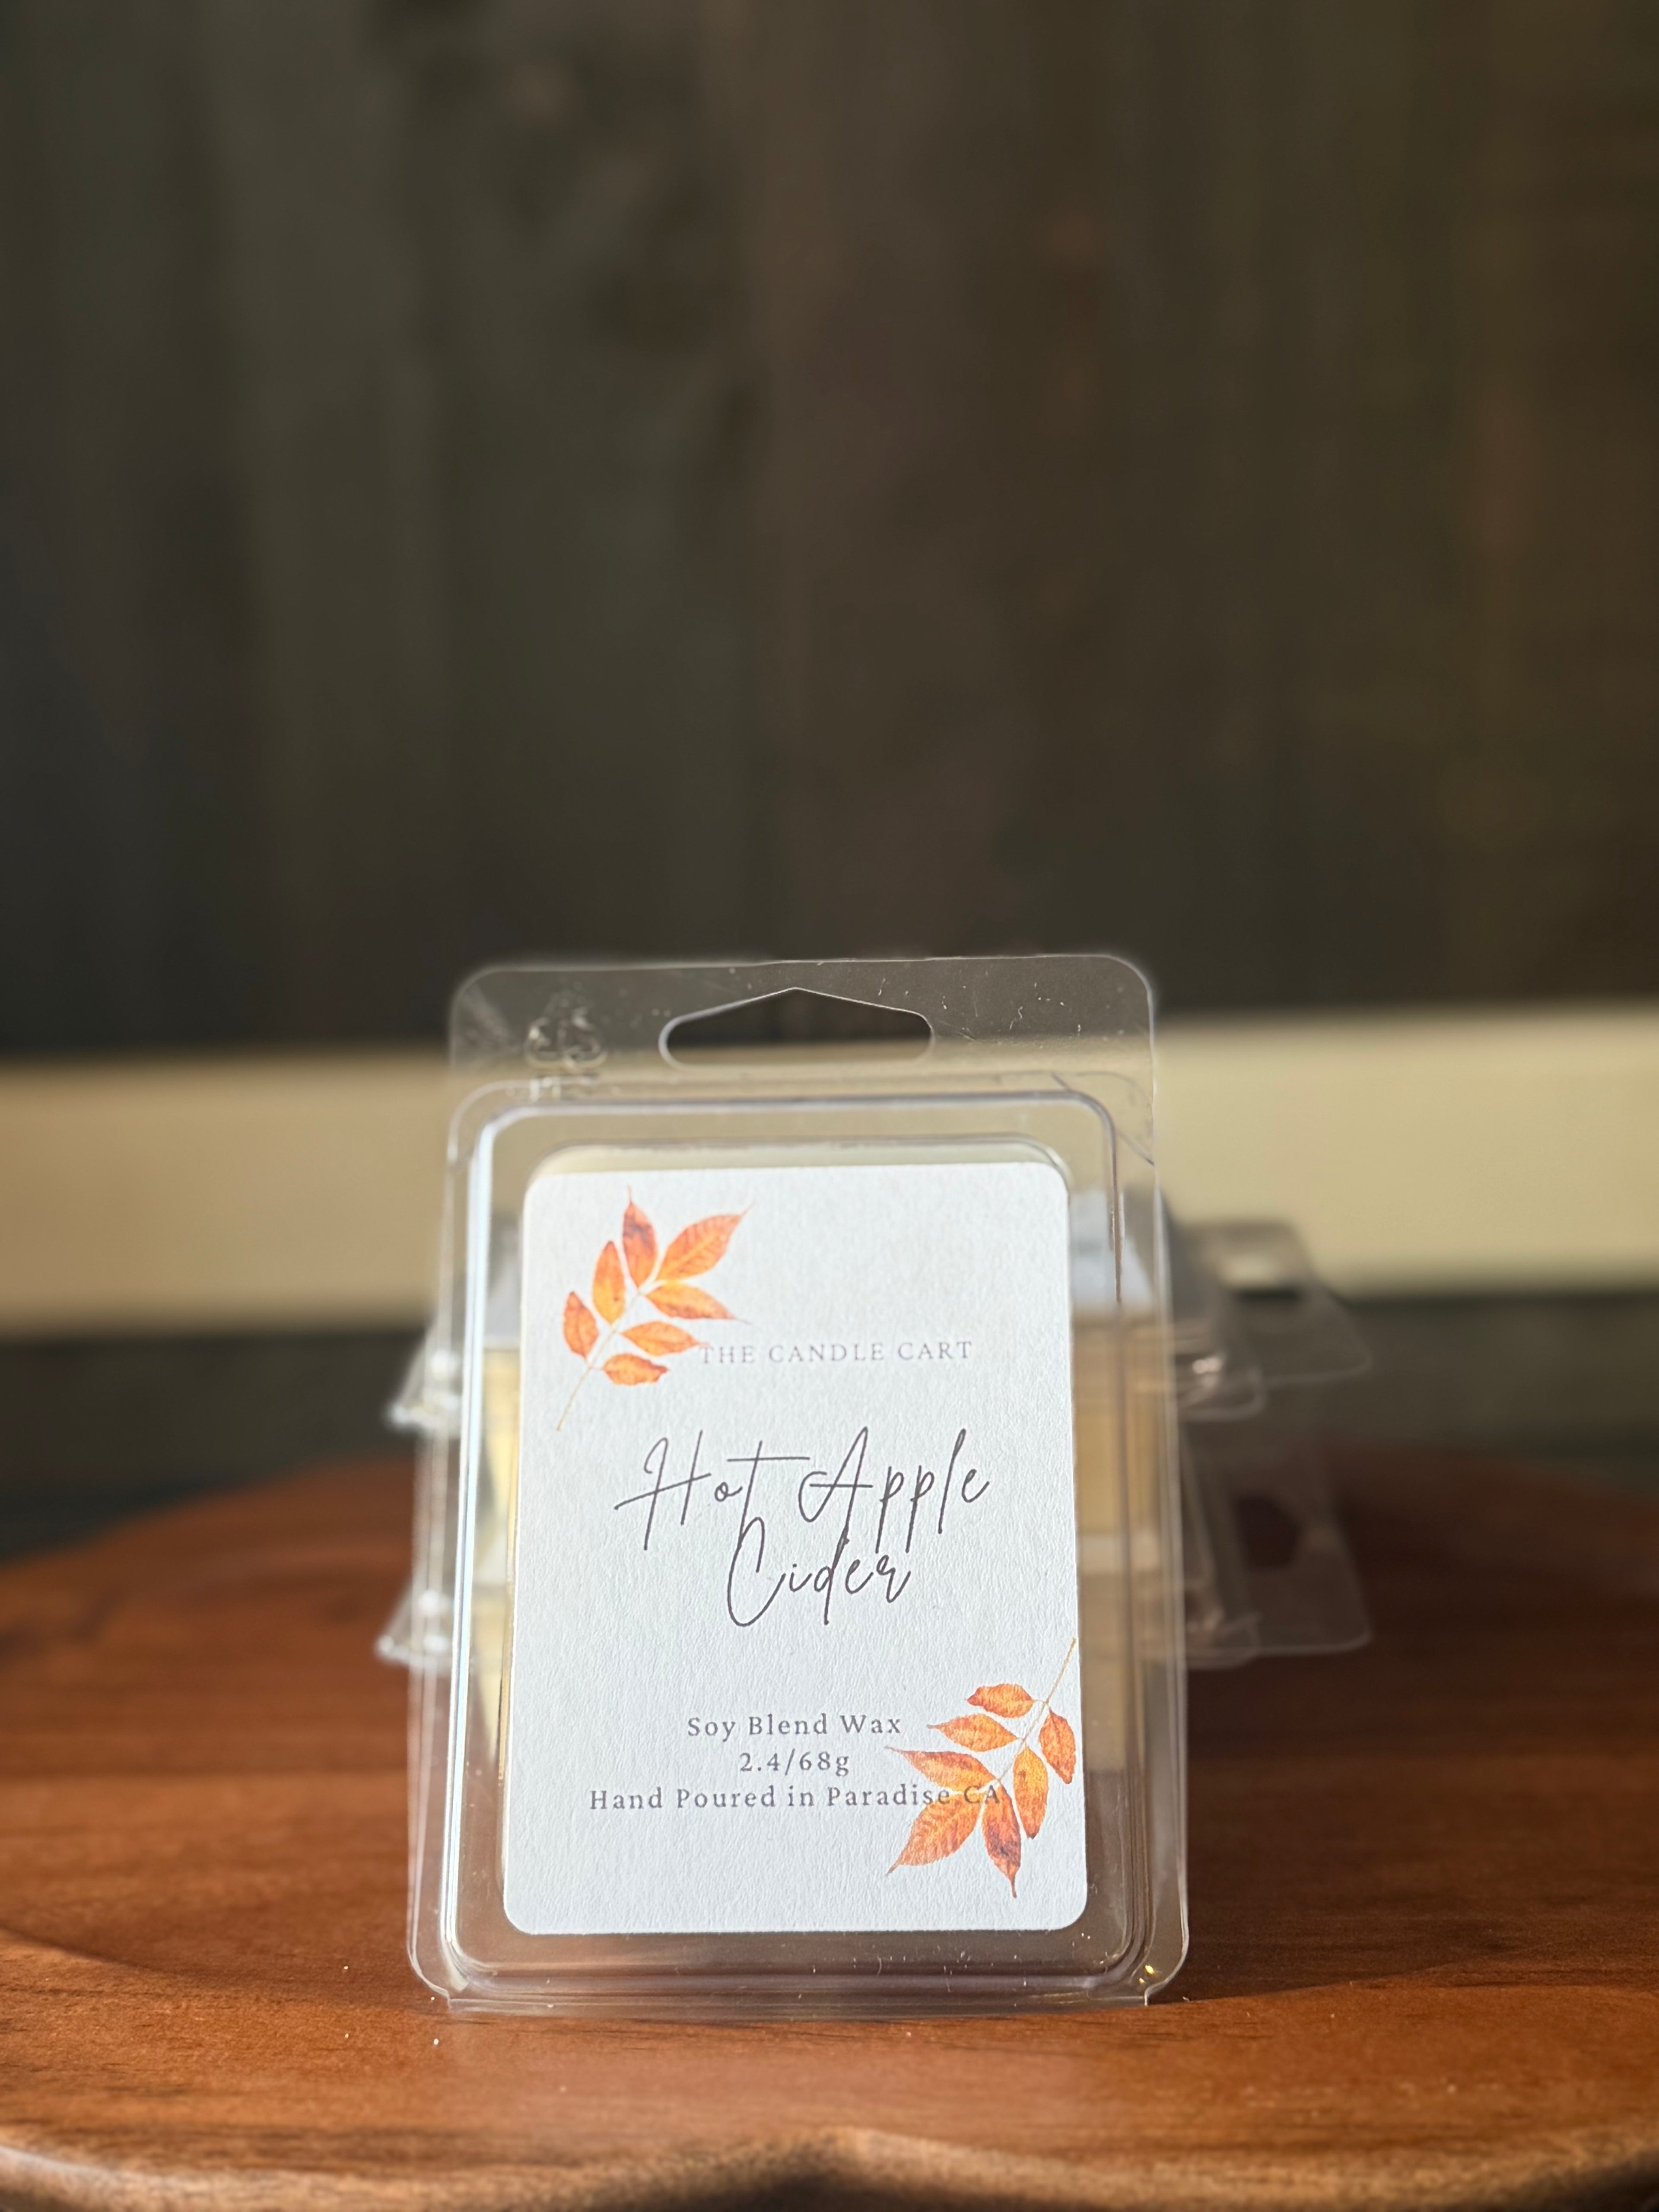 THE CANDLE CART
Hot Apple
Cider
Soy Blend Wax
2.4/68g
Hand Poured in Paradise CA